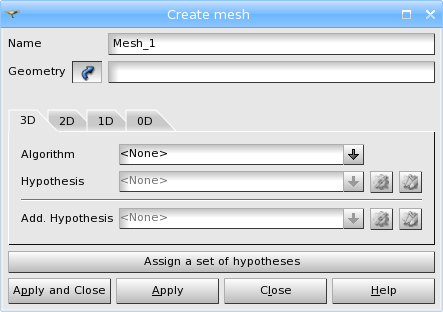 Create mesh
Name Mesh_1
Geometry
3D 2D 1D 0D
Algorithm <None>
Hypothesis <None>
Add. Hypothesis <None>
Assign a set of hypotheses
Apply and Close Apply Close Help